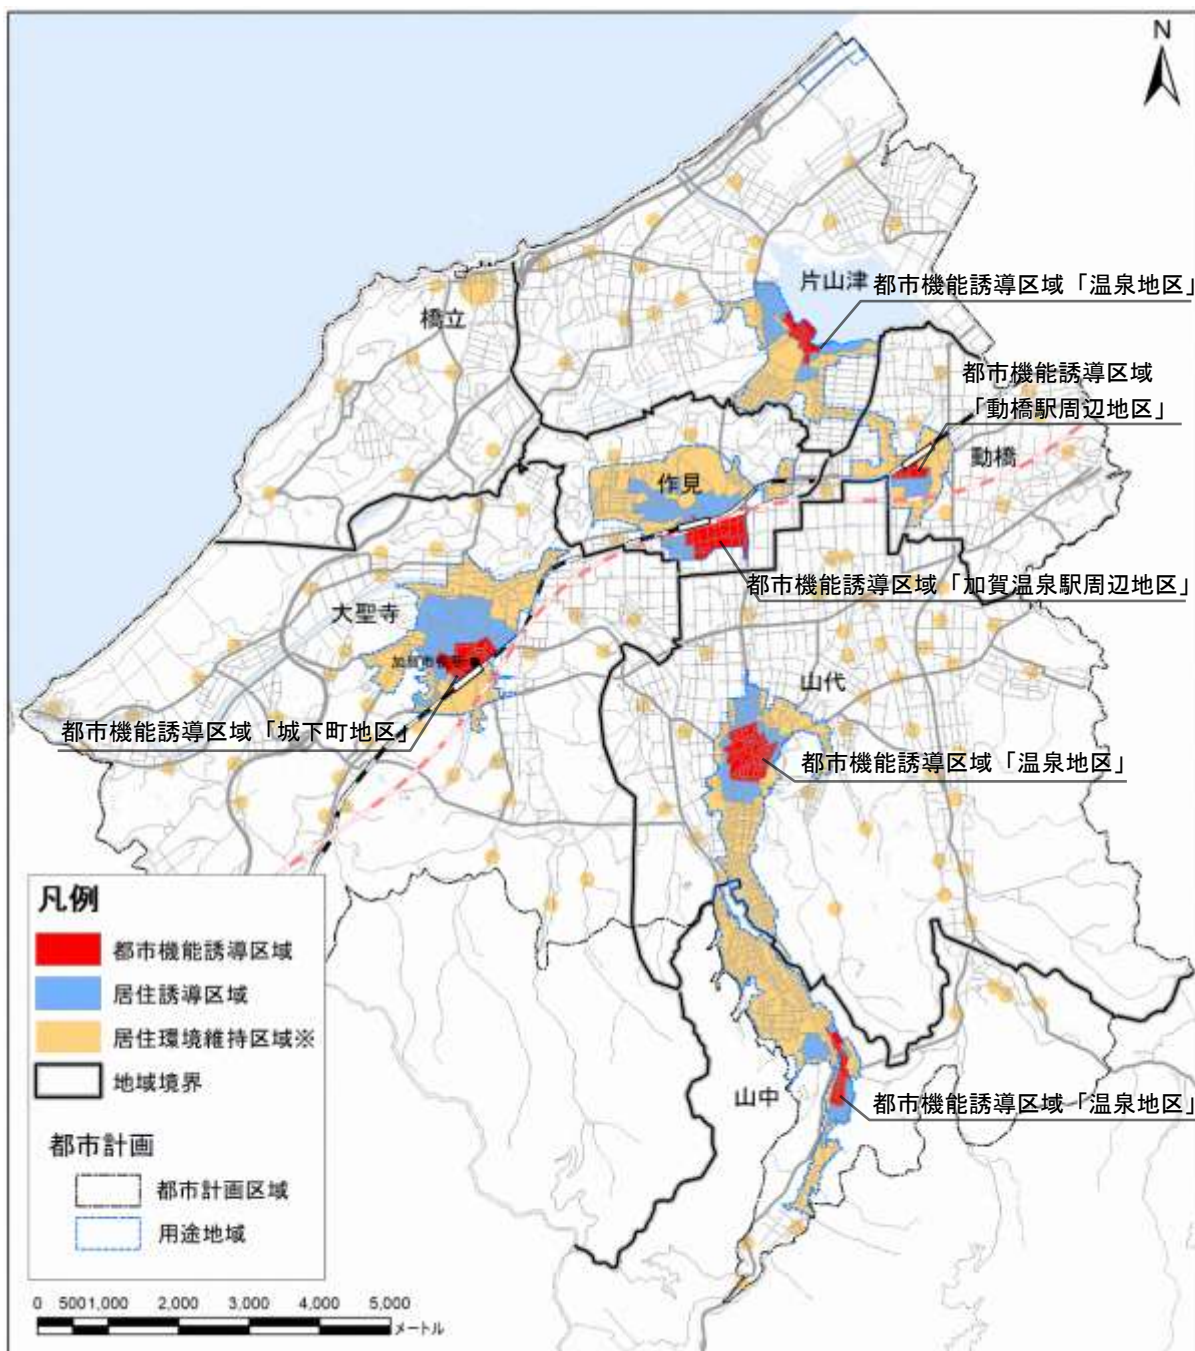 N
片山津
都市機能誘導区域「温泉地区」
橋立
都市機能誘導区域
「動橋駅周辺地区」
動橋
作見
都市機能誘導区域「加賀温泉駅周辺地区」
大聖寺
山代
都市機能誘導区域「城下町地区」
都市機能誘導区域「温泉地区」
凡例
都市機能誘導区域
居住誘導区域
居住環境維持区域※
地域境界
山中
都市機能誘導区域「温泉地区」
都市計画
都市計画区域
用途地域
0 500 1,000 2,000 3,000 4,000 5,000
メートル